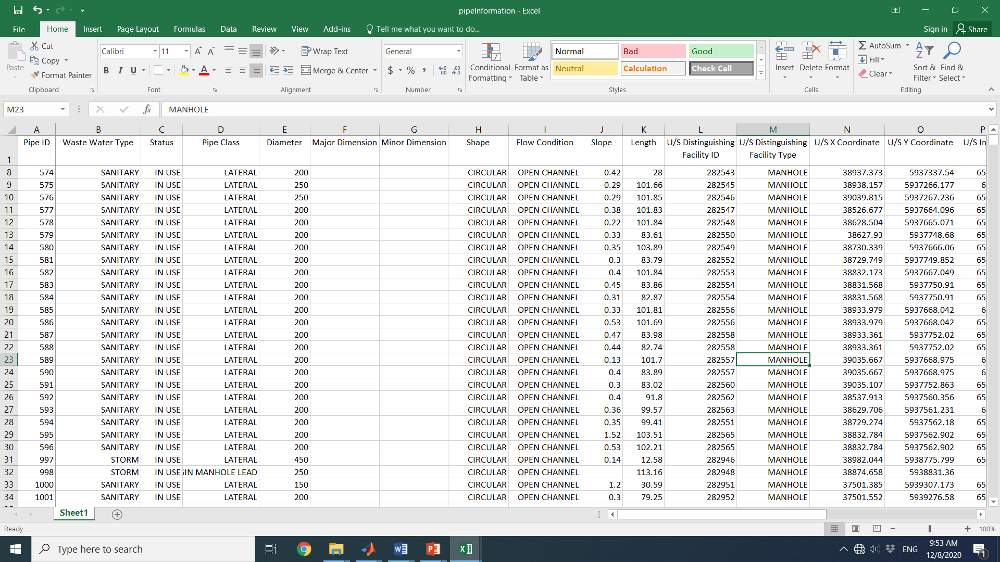 pipeInformation - Excel
File Home Insert Page Layout Formulas Data Review View Add-ins Tell me what you want to do... Sign in Share
Paste Cut Copy Format Painter
Calibri 11 B I U A A
Wrap Text
Merge & Center
General
$ % ,
Conditional Formatting Format as Table
Normal Bad Good
Neutral Calculation Check Cell
Insert Delete Format
AutoSum
Fill
Clear
Sort & Filter Find & Select
Clipboard Font Alignment Number Styles Cells Editing
M23 fx MANHOLE
A B C D E F G H I J K L M N O P
1 Pipe ID Waste Water Type Status Pipe Class Diameter Major Dimension Minor Dimension Shape Flow Condition Slope Length U/S Distinguishing Facility ID U/S Distinguishing Facility Type U/S X Coordinate U/S Y Coordinate U/S In
8 574 SANITARY IN USE LATERAL 200 CIRCULAR OPEN CHANNEL 0.42 28 282543 MANHOLE 38937.373 5937337.54 65
9 575 SANITARY IN USE LATERAL 250 CIRCULAR OPEN CHANNEL 0.29 101.66 282545 MANHOLE 38938.157 5937266.177 6
10 576 SANITARY IN USE LATERAL 250 CIRCULAR OPEN CHANNEL 0.29 101.85 282546 MANHOLE 39039.815 5937267.236 65
11 577 SANITARY IN USE LATERAL 200 CIRCULAR OPEN CHANNEL 0.38 101.83 282547 MANHOLE 38526.677 5937664.096 65
12 578 SANITARY IN USE LATERAL 200 CIRCULAR OPEN CHANNEL 0.22 101.84 282548 MANHOLE 38628.504 5937665.071 65
13 579 SANITARY IN USE LATERAL 200 CIRCULAR OPEN CHANNEL 0.33 83.61 282550 MANHOLE 38627.93 5937748.68 65
14 580 SANITARY IN USE LATERAL 200 CIRCULAR OPEN CHANNEL 0.35 103.89 282549 MANHOLE 38730.339 5937666.06 65
15 581 SANITARY IN USE LATERAL 200 CIRCULAR OPEN CHANNEL 0.3 83.79 282552 MANHOLE 38729.749 5937749.852 65
16 582 SANITARY IN USE LATERAL 200 CIRCULAR OPEN CHANNEL 0.4 101.84 282553 MANHOLE 38832.173 5937667.049 65
17 583 SANITARY IN USE LATERAL 200 CIRCULAR OPEN CHANNEL 0.45 83.86 282554 MANHOLE 38831.568 5937750.91 65
18 584 SANITARY IN USE LATERAL 200 CIRCULAR OPEN CHANNEL 0.31 82.87 282554 MANHOLE 38831.568 5937750.91 65
19 585 SANITARY IN USE LATERAL 200 CIRCULAR OPEN CHANNEL 0.33 101.81 282556 MANHOLE 38933.979 5937668.042 6
20 586 SANITARY IN USE LATERAL 200 CIRCULAR OPEN CHANNEL 0.53 101.69 282556 MANHOLE 38933.979 5937668.042 65
21 587 SANITARY IN USE LATERAL 200 CIRCULAR OPEN CHANNEL 0.47 83.98 282558 MANHOLE 38933.361 5937752.02 65
22 588 SANITARY IN USE LATERAL 200 CIRCULAR OPEN CHANNEL 0.44 82.74 282558 MANHOLE 38933.361 5937752.02 65
23 589 SANITARY IN USE LATERAL 200 CIRCULAR OPEN CHANNEL 0.13 101.7 282557 MANHOLE 39035.667 5937668.975 6
24 590 SANITARY IN USE LATERAL 200 CIRCULAR OPEN CHANNEL 0.4 83.89 282557 MANHOLE 39035.667 5937668.975 6
25 591 SANITARY IN USE LATERAL 200 CIRCULAR OPEN CHANNEL 0.3 83.02 282560 MANHOLE 39035.107 5937752.863 65
26 592 SANITARY IN USE LATERAL 200 CIRCULAR OPEN CHANNEL 0.4 91.8 282562 MANHOLE 38537.913 5937560.356 65
27 593 SANITARY IN USE LATERAL 200 CIRCULAR OPEN CHANNEL 0.36 99.57 282563 MANHOLE 38629.706 5937561.231 6
28 594 SANITARY IN USE LATERAL 200 CIRCULAR OPEN CHANNEL 0.35 99.41 282551 MANHOLE 38729.274 5937562.18 65
29 595 SANITARY IN USE LATERAL 200 CIRCULAR OPEN CHANNEL 1.52 103.51 282565 MANHOLE 38832.784 5937562.902 65
30 596 SANITARY IN USE LATERAL 200 CIRCULAR OPEN CHANNEL 0.53 102.21 282565 MANHOLE 38832.784 5937562.902 65
31 997 STORM IN USE LATERAL 450 CIRCULAR OPEN CHANNEL 0.14 12.58 282946 MANHOLE 38982.044 5938775.799 65
32 998 STORM IN USE SIN MANHOLE LEAD 250 CIRCULAR OPEN CHANNEL 113.16 282948 MANHOLE 38874.658 5938831.36
33 1000 SANITARY IN USE LATERAL 150 CIRCULAR OPEN CHANNEL 1.2 30.59 282951 MANHOLE 37501.385 5939307.173 65
34 1001 SANITARY IN USE LATERAL 200 CIRCULAR OPEN CHANNEL 0.3 79.25 282952 MANHOLE 37501.552 5939276.58 65
Sheet1
Ready 100%
Type here to search ENG 9:53 AM
12/8/2020 1